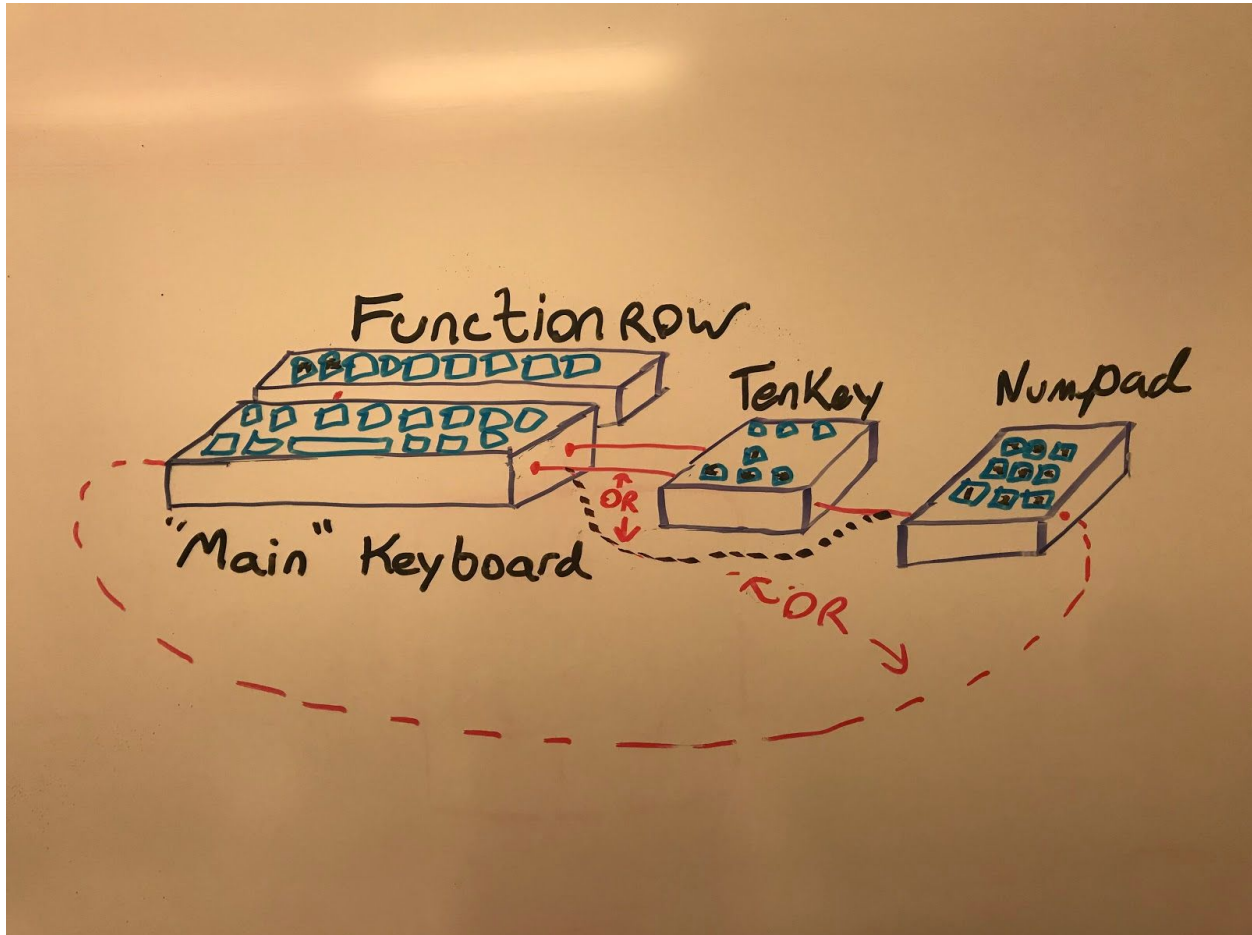 Function ROW
TenKey
Numpad
OR
"Main" Keyboard
OR